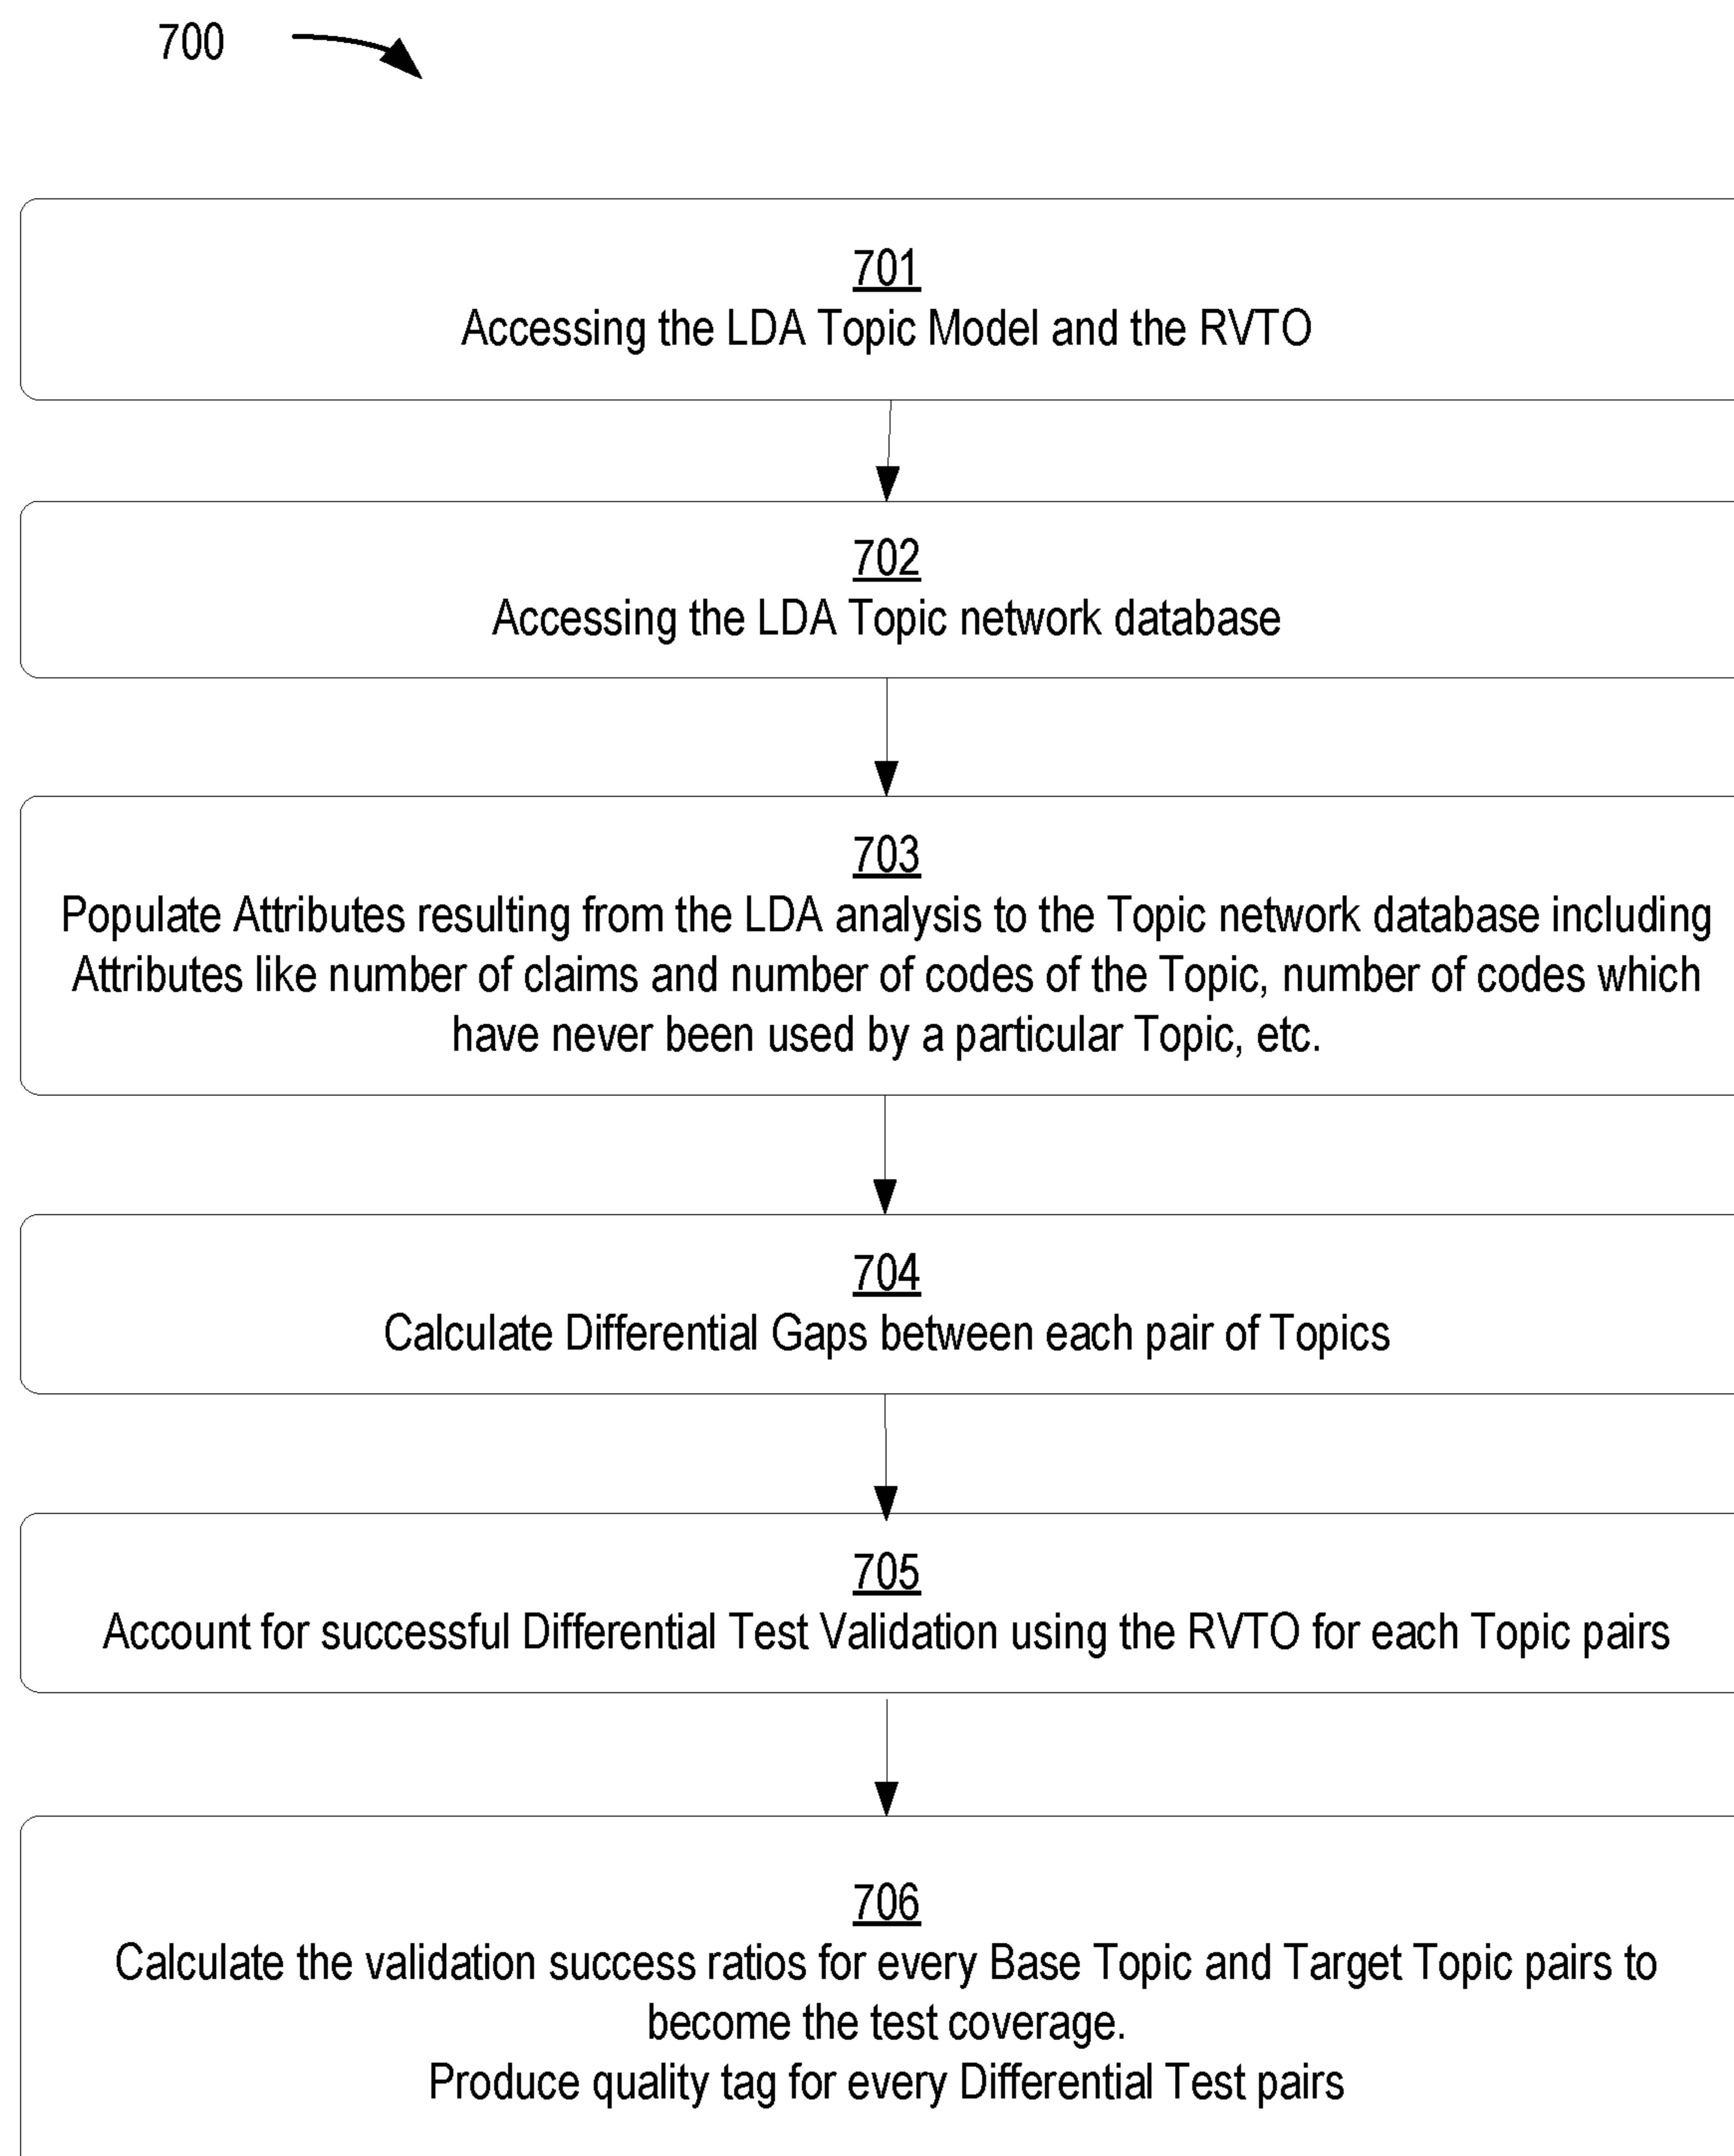 700
701
Accessing the LDA Topic Model and the RVTO
702
Accessing the LDA Topic network database
703
Populate Attributes resulting from the LDA analysis to the Topic network database including
Attributes like number of claims and number of codes of the Topic, number of codes which
have never been used by a particular Topic, etc.
704
Calculate Differential Gaps between each pair of Topics
705
Account for successful Differential Test Validation using the RVTO for each Topic pairs
706
Calculate the validation success ratios for every Base Topic and Target Topic pairs to
become the test coverage.
Produce quality tag for every Differential Test pairs